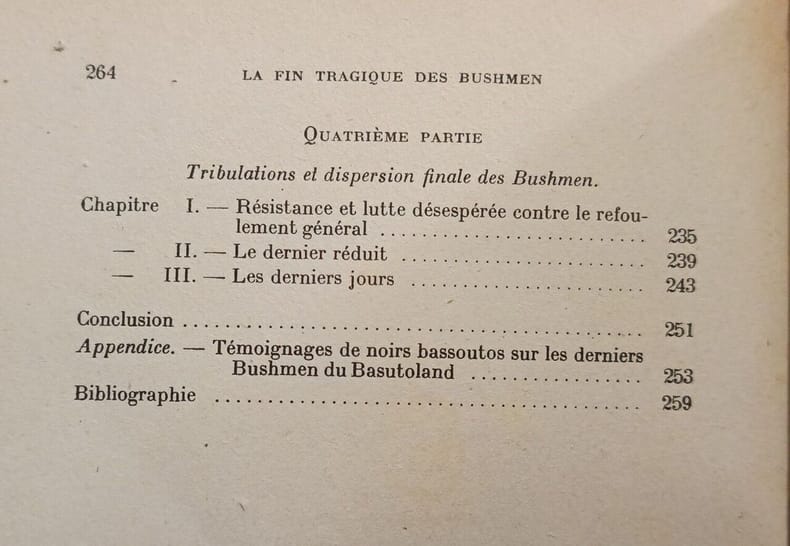 264 LA FIN TRAGIQUE DES BUSHMEN
QUATRIÈME PARTIE
Tribulations et dispersion finale des Bushmen.
Chapitre I. — Résistance et lutte désespérée contre le refou-
lement général ........................ 235
— II. — Le dernier réduit ........................ 239
— III. — Les derniers jours ........................ 243
Conclusion ........................ 251
Appendice. — Témoignages de noirs bassoutos sur les derniers
Bushmen du Basutoland ................ 253
Bibliographie ........................ 259